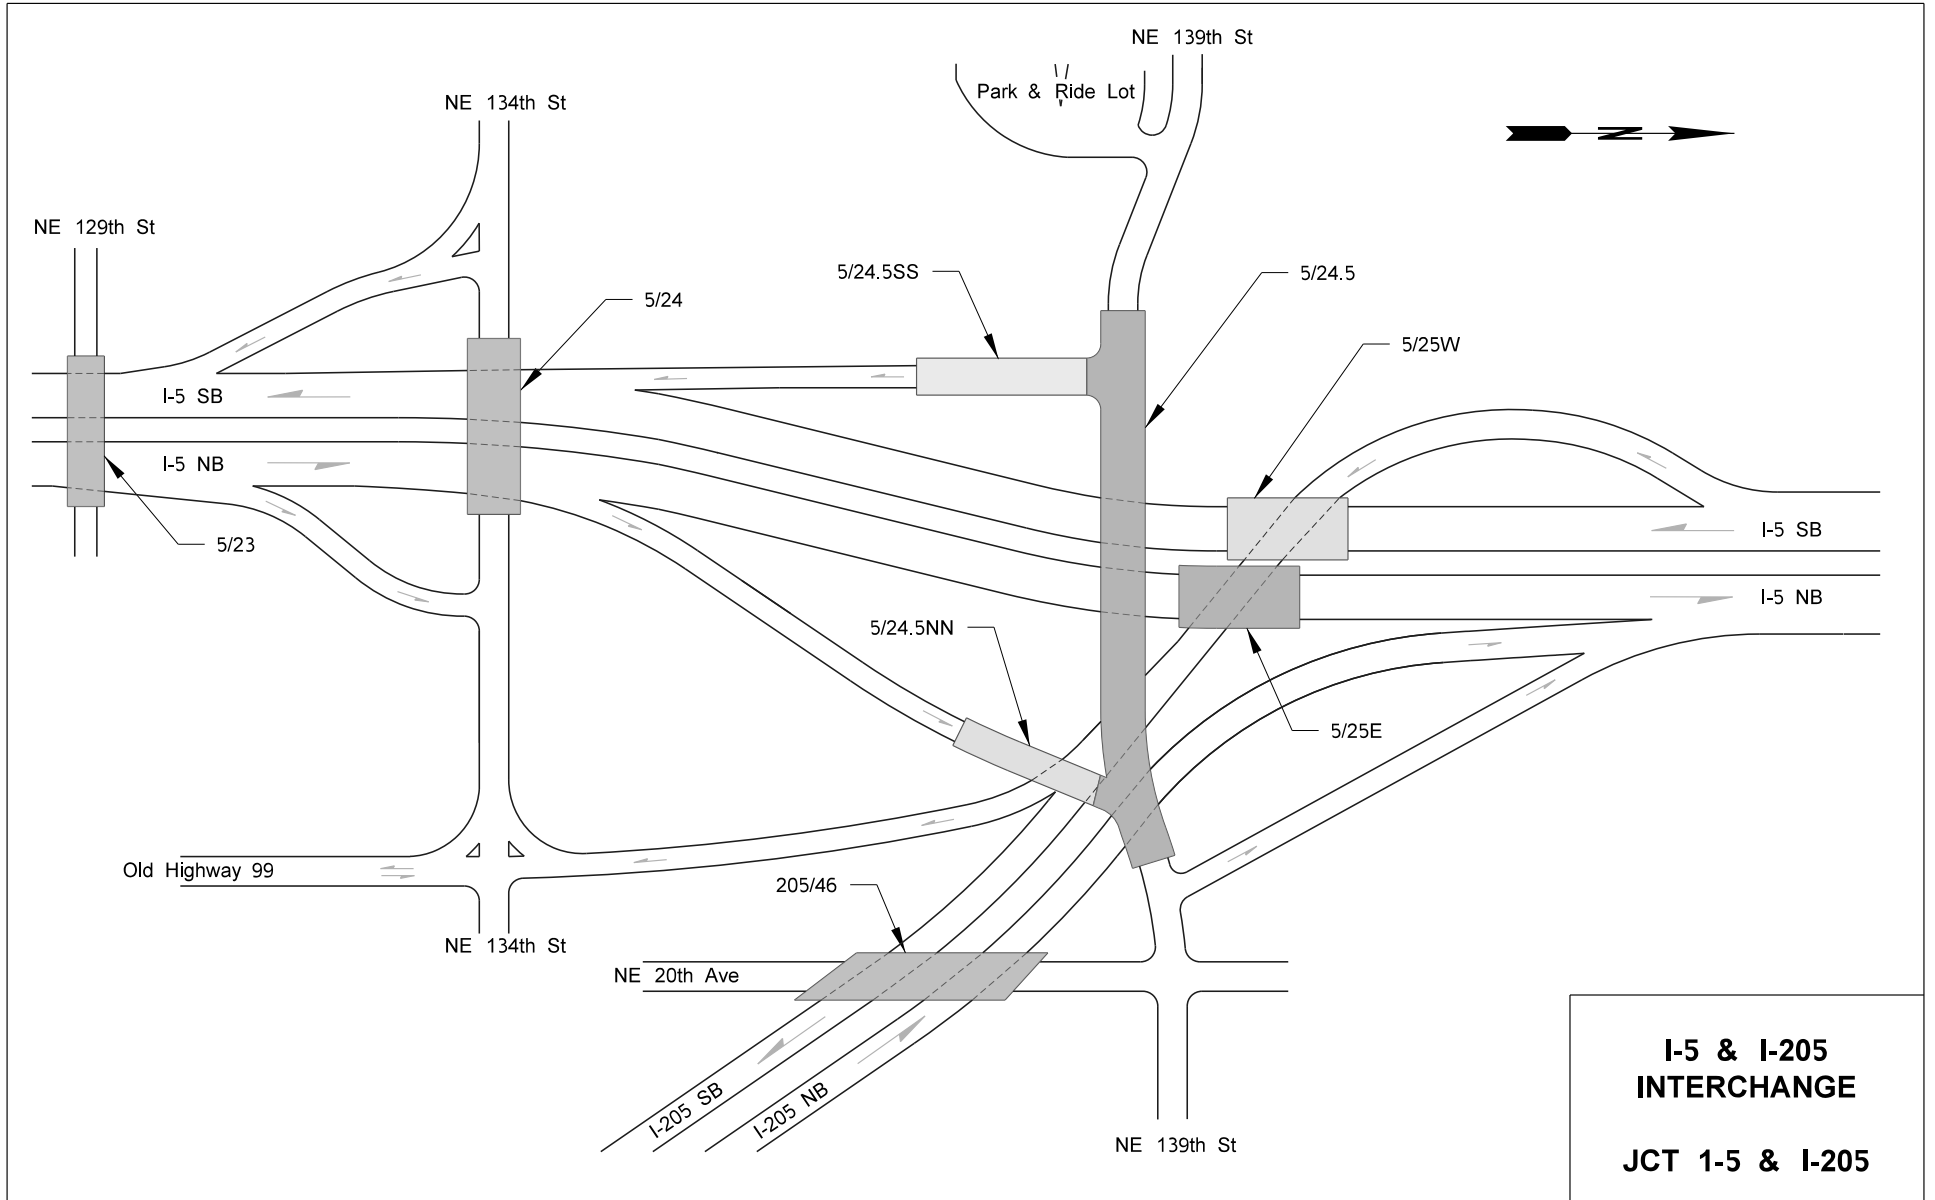 NE 139th St
Park & Ride Lot
NE 134th St
N
NE 129th St
5/24.5SS
5/24.5
5/24
5/25W
I-5 SB
I-5 NB
5/23
I-5 SB
I-5 NB
5/24.5NN
5/25E
Old Highway 99
205/46
NE 134th St
NE 20th Ave
I-205 SB
I-205 NB
NE 139th St
I-5 & I-205
INTERCHANGE
JCT 1-5 & I-205